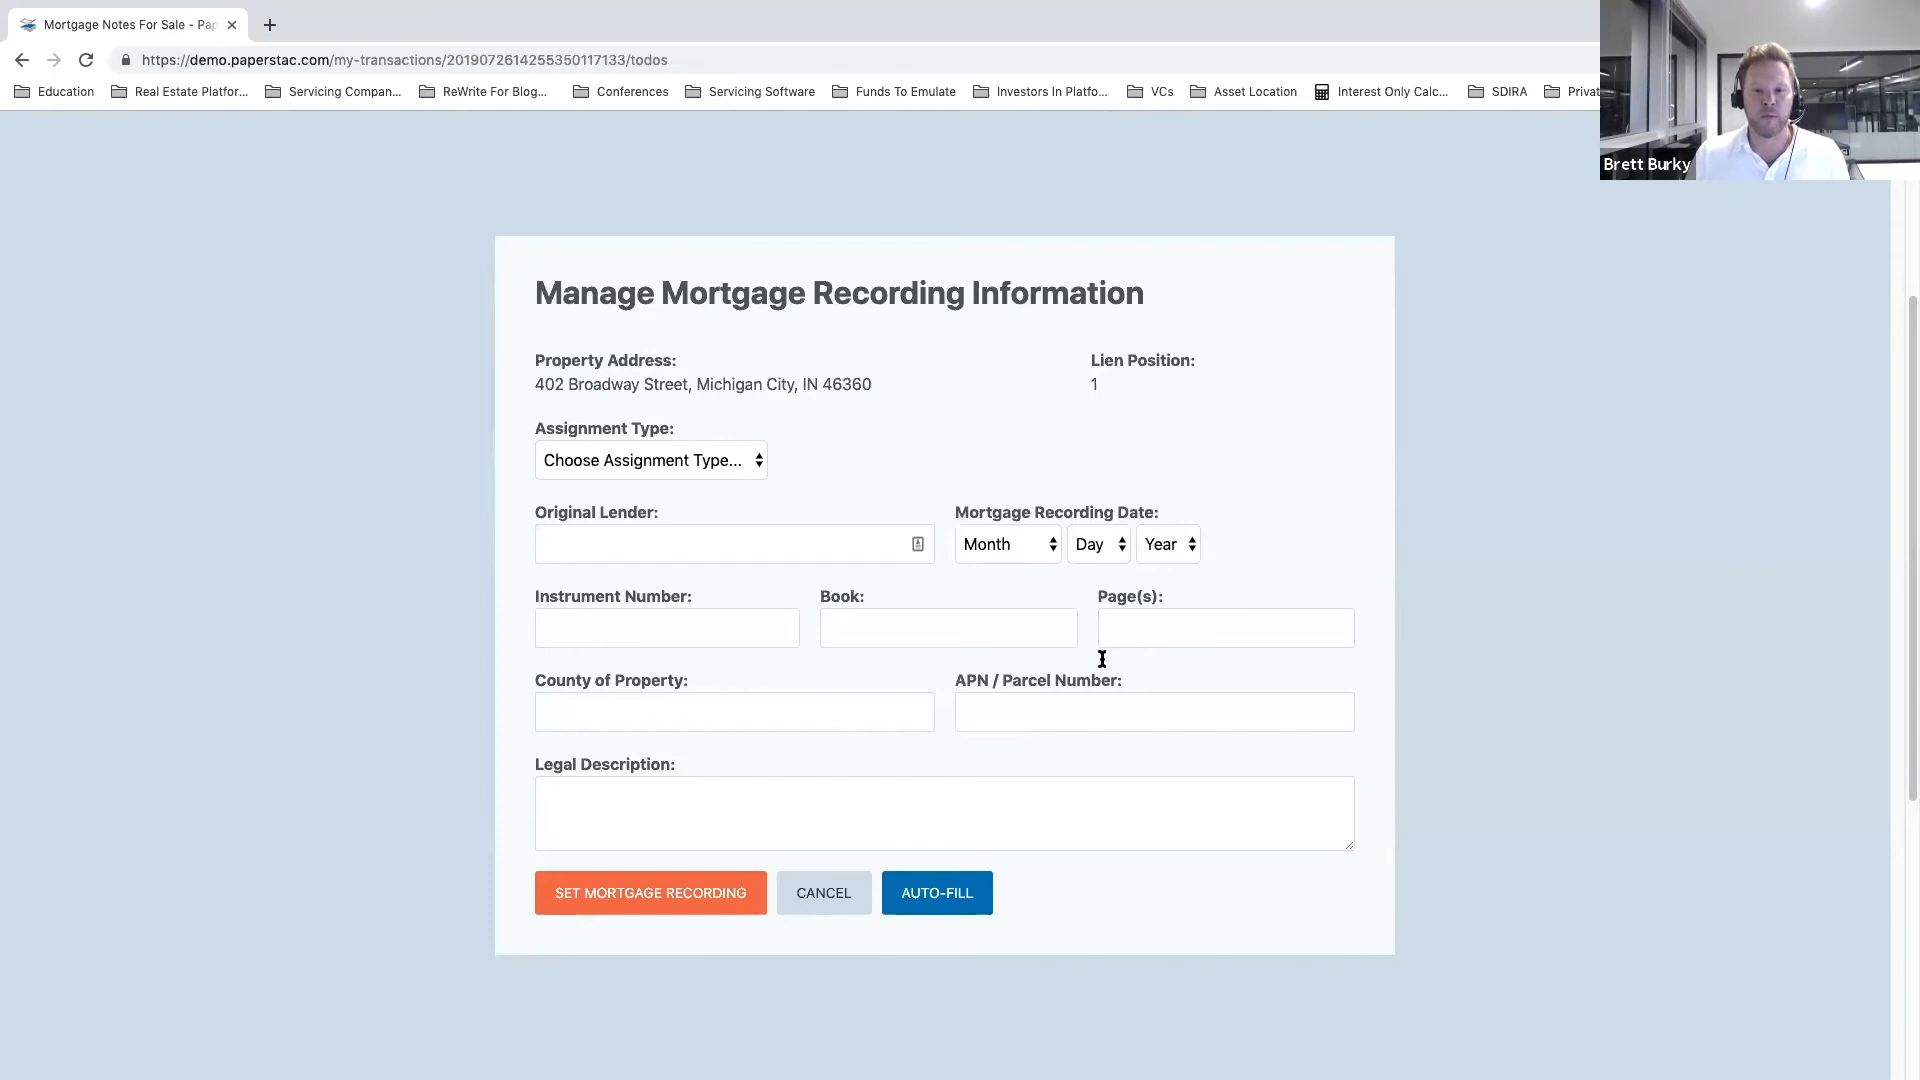 Mortgage Notes For Sale - Pap
https://demo.paperstac.com/my-transactions/2019072614255350117133/todos
Education Real Estate Platfor... Servicing Compan... ReWrite For Blog... Conferences Servicing Software Funds To Emulate Investors In Platfo... VCs Asset Location Interest Only Calc... SDIRA Privat
Brett Burky
Manage Mortgage Recording Information
Property Address: Lien Position:
402 Broadway Street, Michigan City, IN 46360 1
Assignment Type:
Choose Assignment Type...
Original Lender: Mortgage Recording Date:
Month Day Year
Instrument Number: Book: Page(s):
County of Property: APN / Parcel Number:
Legal Description:
SET MORTGAGE RECORDING CANCEL AUTO-FILL